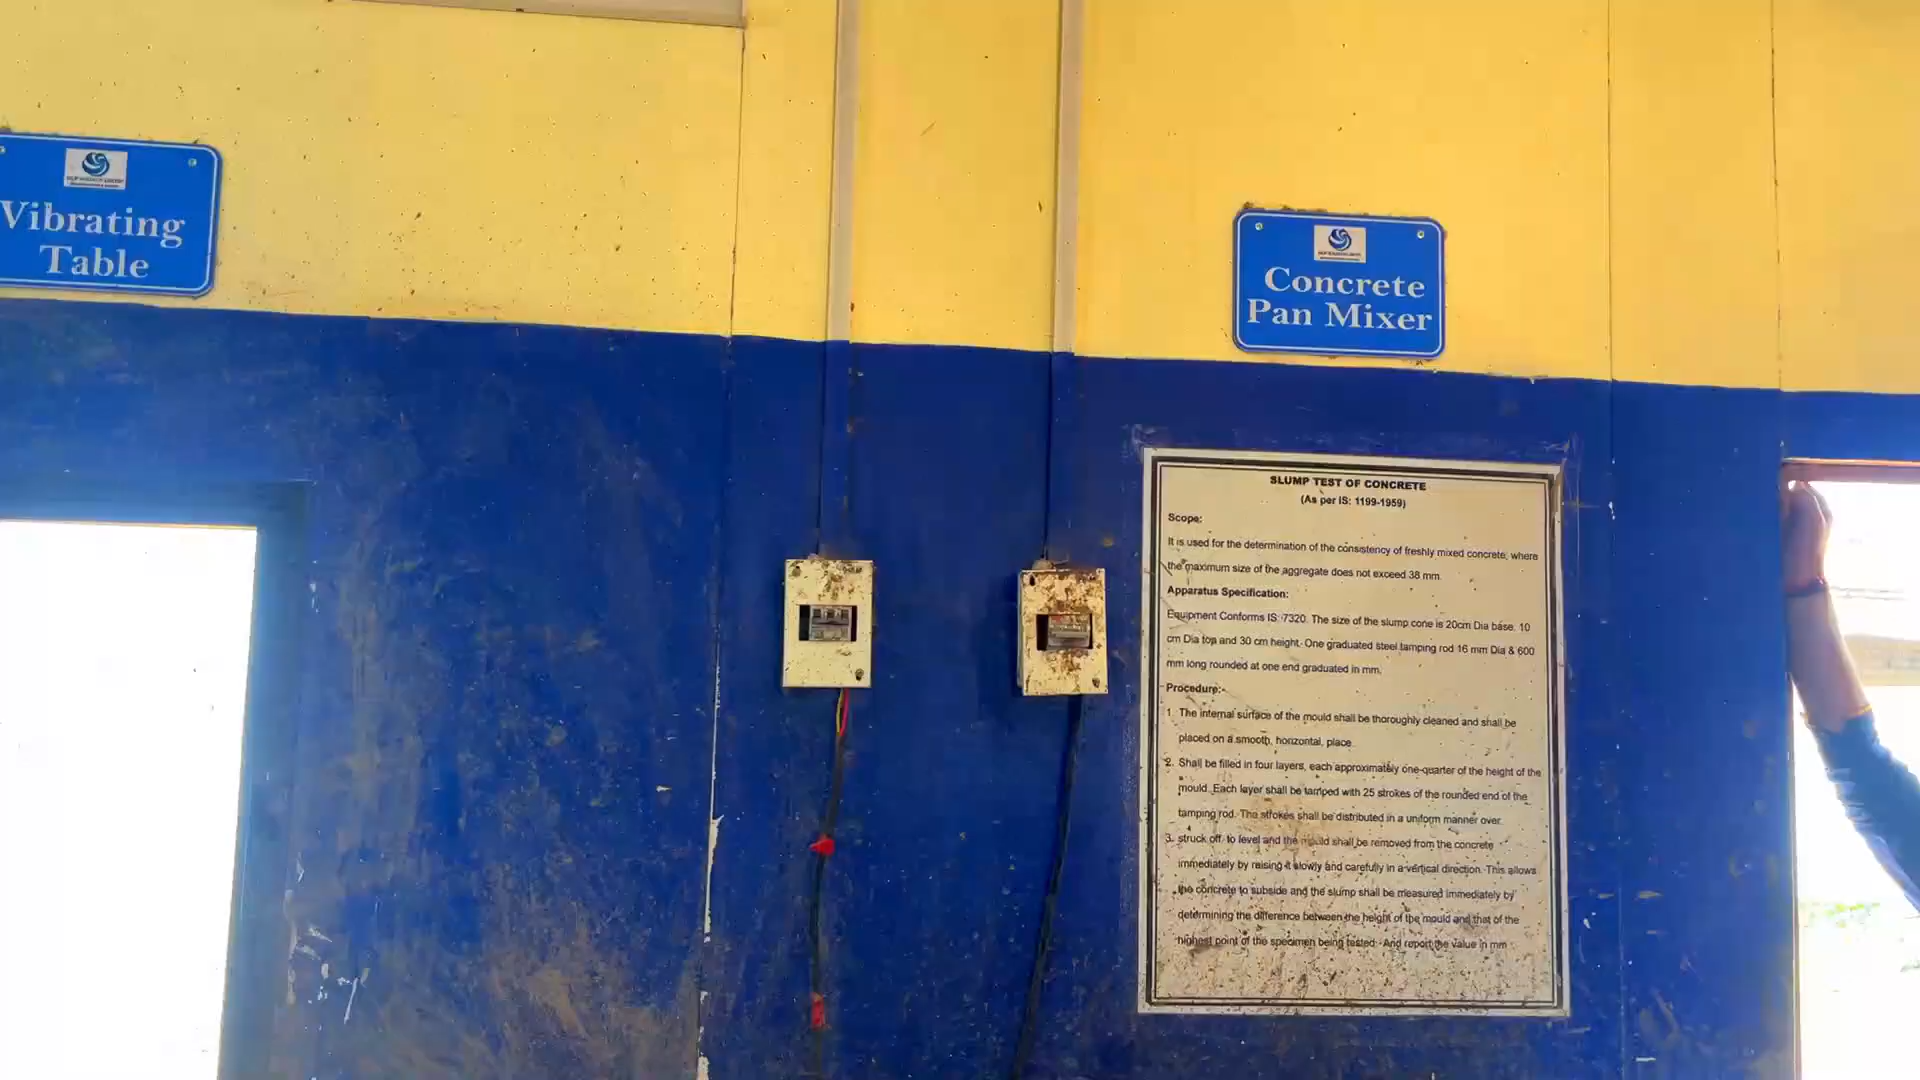 Vibrating
Table
Concrete
Pan Mixer
SLUMP TEST OF CONCRETE
(As per IS: 1199-1959)
Scope:
It is used for the determination of the consistency of freshly mixed concrete, where
the maximum size of the aggregate does not exceed 38 mm.
Apparatus Specification:
Equipment Conforms IS: 7320. The size of the slump cone is 20cm Dia base, 10
cm Dia top and 30 cm height. One graduated steel tamping rod 16 mm Dia & 600
mm long rounded at one end graduated in mm.
Procedure:-
1. The internal surface of the mould shall be thoroughly cleaned and shall be
placed on a smooth, horizontal, place.
2. Shall be filled in four layers, each approximately one-quarter of the height of the
mould. Each layer shall be tamped with 25 strokes of the rounded end of the
tamping rod. The strokes shall be distributed in a uniform manner over.
3. struck off to level and the mould shall be removed from the concrete
immediately by raising it slowly and carefully in a vertical direction. This allows
the concrete to subside and the slump shall be measured immediately by
determining the difference between the height of the mould and that of the
highest point of the specimen being tested. And report the value in mm